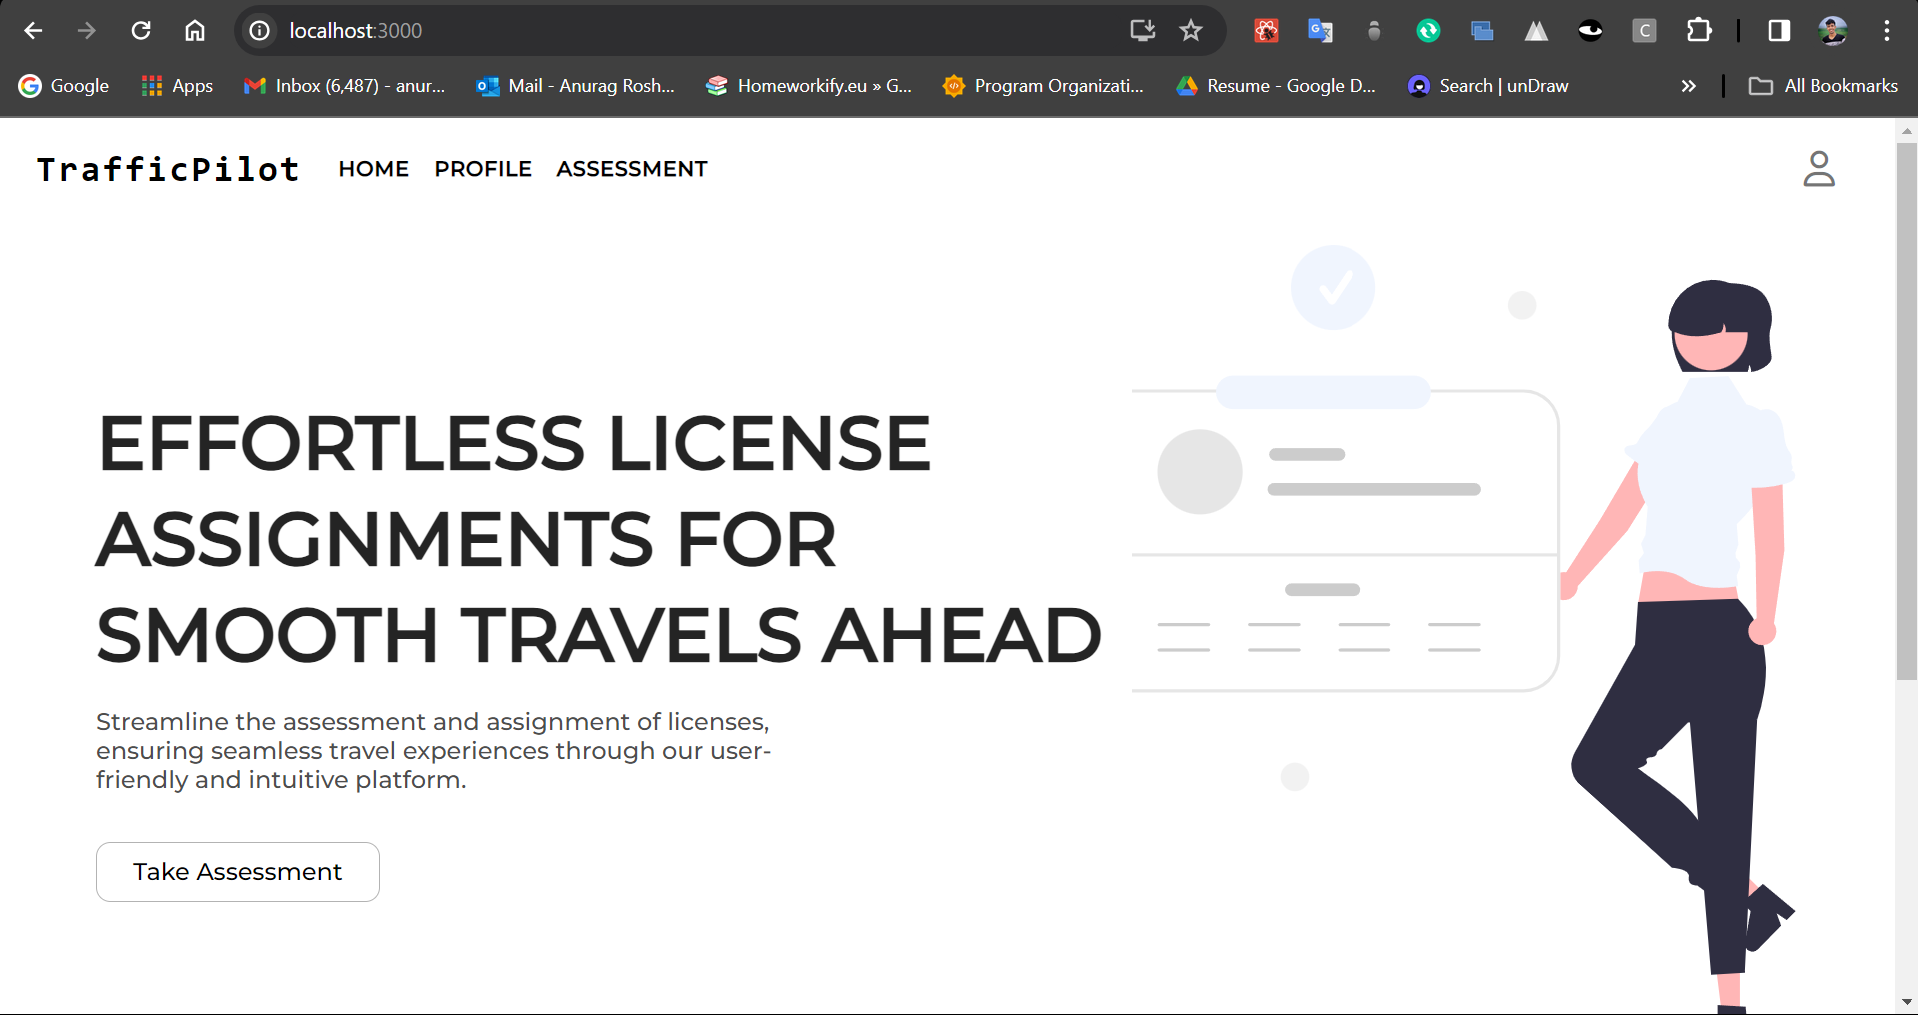 localhost:3000
Google Apps Inbox (6,487) - anur... Mail - Anurag Rosh... Homeworkify.eu » G... Program Organizati... Resume - Google D... Search | unDraw » All Bookmarks
TrafficPilot HOME PROFILE ASSESSMENT
EFFORTLESS LICENSE
ASSIGNMENTS FOR
SMOOTH TRAVELS AHEAD
Streamline the assessment and assignment of licenses,
ensuring seamless travel experiences through our user-
friendly and intuitive platform.
Take Assessment